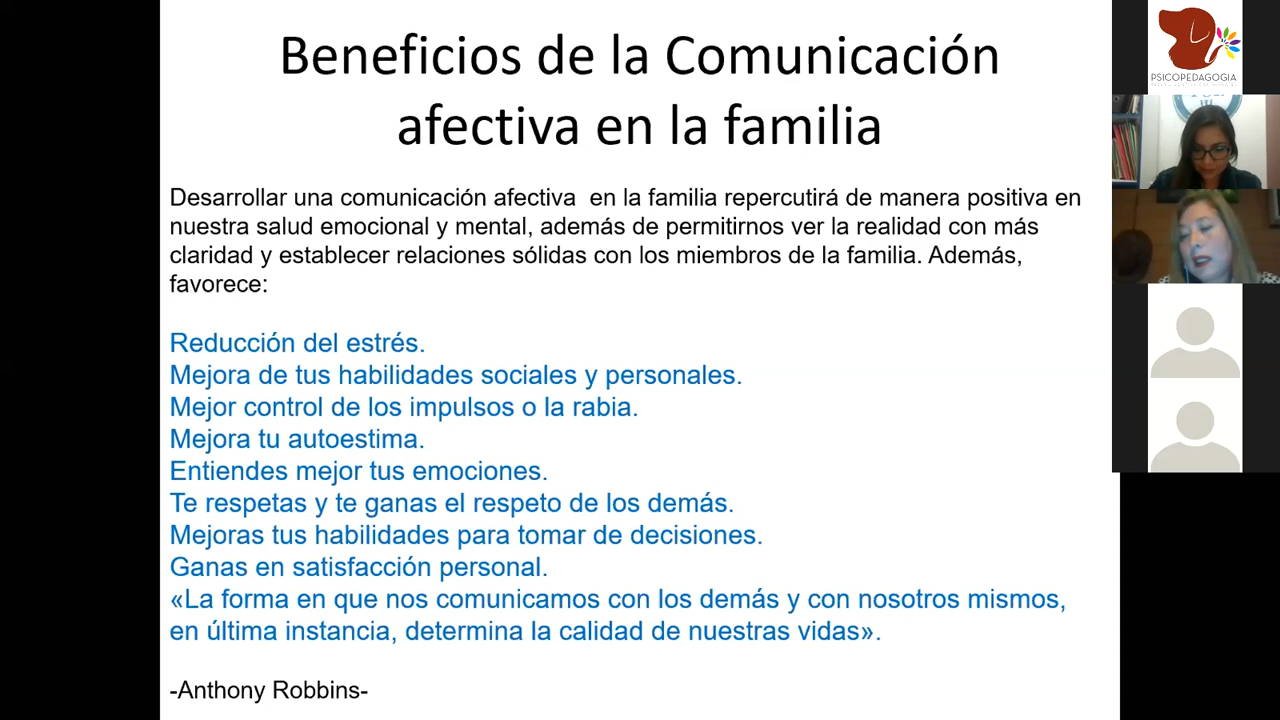 Beneficios de la Comunicación
afectiva en la familia
Desarrollar una comunicación afectiva  en la familia repercutirá de manera positiva en
nuestra salud emocional y mental, además de permitirnos ver la realidad con más
claridad y establecer relaciones sólidas con los miembros de la familia. Además,
favorece:
Reducción del estrés.
Mejora de tus habilidades sociales y personales.
Mejor control de los impulsos o la rabia.
Mejora tu autoestima.
Entiendes mejor tus emociones.
Te respetas y te ganas el respeto de los demás.
Mejoras tus habilidades para tomar de decisiones.
Ganas en satisfacción personal.
«La forma en que nos comunicamos con los demás y con nosotros mismos,
en última instancia, determina la calidad de nuestras vidas».
-Anthony Robbins-
PSICOPEDAGOGIA